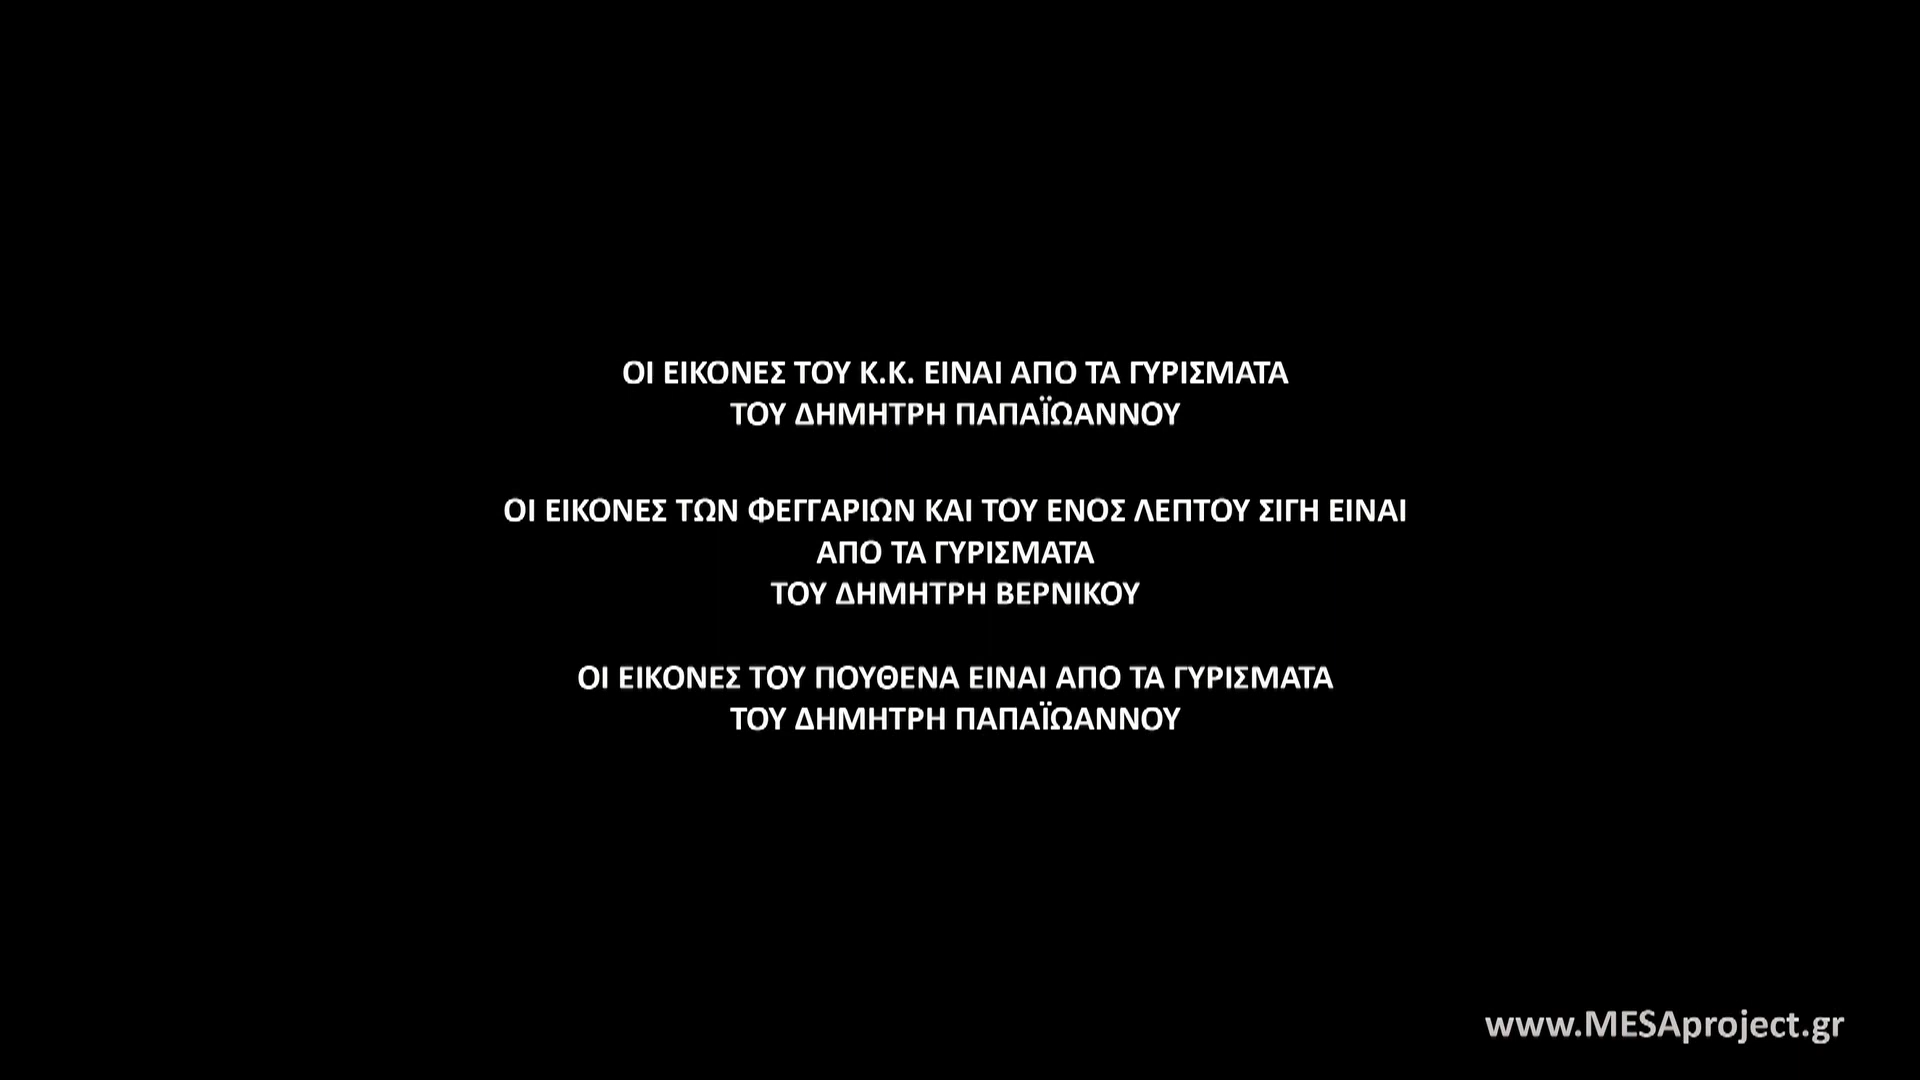 ΟΙ ΕΙΚΟΝΕΣ ΤΟΥ Κ.Κ. ΕΙΝΑΙ ΑΠΟ ΤΑ ΓΥΡΙΣΜΑΤΑ
ΤΟΥ ΔΗΜΗΤΡΗ ΠΑΠΑΪΩΑΝΝΟΥ
ΟΙ ΕΙΚΟΝΕΣ ΤΩΝ ΦΕΓΓΑΡΙΩΝ ΚΑΙ ΤΟΥ ΕΝΟΣ ΛΕΠΤΟΥ ΣΙΓΗ ΕΙΝΑΙ
ΑΠΟ ΤΑ ΓΥΡΙΣΜΑΤΑ
ΤΟΥ ΔΗΜΗΤΡΗ ΒΕΡΝΙΚΟΥ
ΟΙ ΕΙΚΟΝΕΣ ΤΟΥ ΠΟΥΘΕΝΑ ΕΙΝΑΙ ΑΠΟ ΤΑ ΓΥΡΙΣΜΑΤΑ
ΤΟΥ ΔΗΜΗΤΡΗ ΠΑΠΑΪΩΑΝΝΟΥ
www.MESAproject.gr